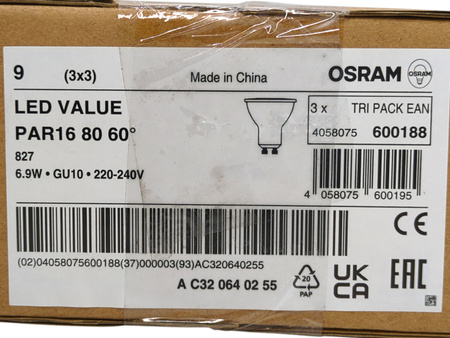 9 (3x3) Made in China OSRAM OSRAM
LED VALUE
PAR16 80 60°
827
6.9W • GU10 • 220-240V
3 x TRI PACK EAN
4058075 600188
4 058075 600195
(02)04058075600188(37)000003(93)AC320640255
A C32 064 02 55
20
PAP
UK
CA
CE
EAC